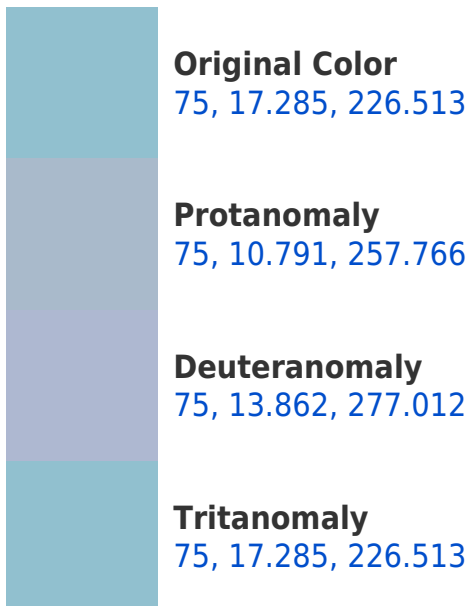 Original Color
75, 17.285, 226.513
Protanomaly
75, 10.791, 257.766
Deuteranomaly
75, 13.862, 277.012
Tritanomaly
75, 17.285, 226.513